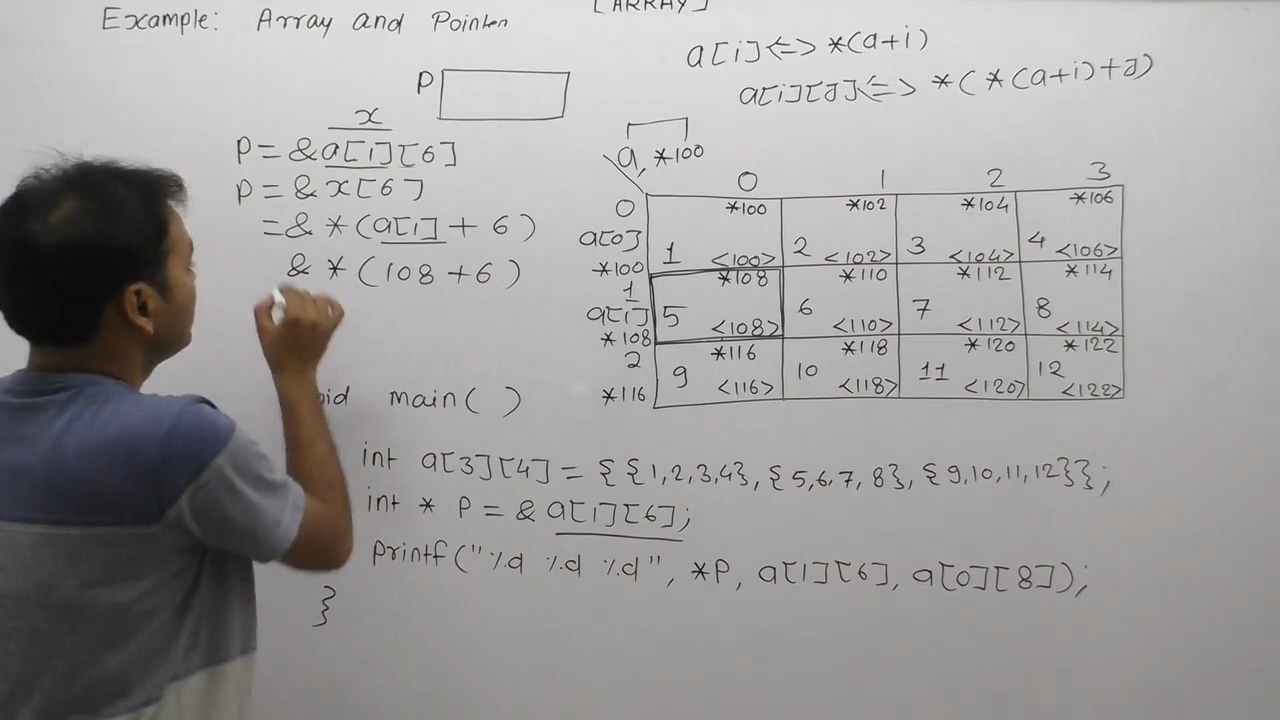 [ARRAY]
Example: Array and Pointer
a[i]<=>*(a+i)
a[i][J]<=> *(*(a+i)+J)
P
x
P=&a[1][6]
P=&x[6]
=&*(a[1]+6)
&*(108+6)
a, *100
0 1 2 3
0 a[0] *100
*100 *102 *104 *106
1 <100> 2 <102> 3 <104> 4 <106>
1 a[1] *108
*108 *110 *112 *114
5 <108> 6 <110> 7 <112> 8 <114>
2 *116
*116 *118 *120 *122
9 <116> 10 <118> 11 <120> 12 <122>
main( )
int a[3][4]={{1,2,3,4},{5,6,7,8},{9,10,11,12}};
int * P=&a[1][6];
printf("%d %d %d", *P, a[1][6], a[0][8]);
}